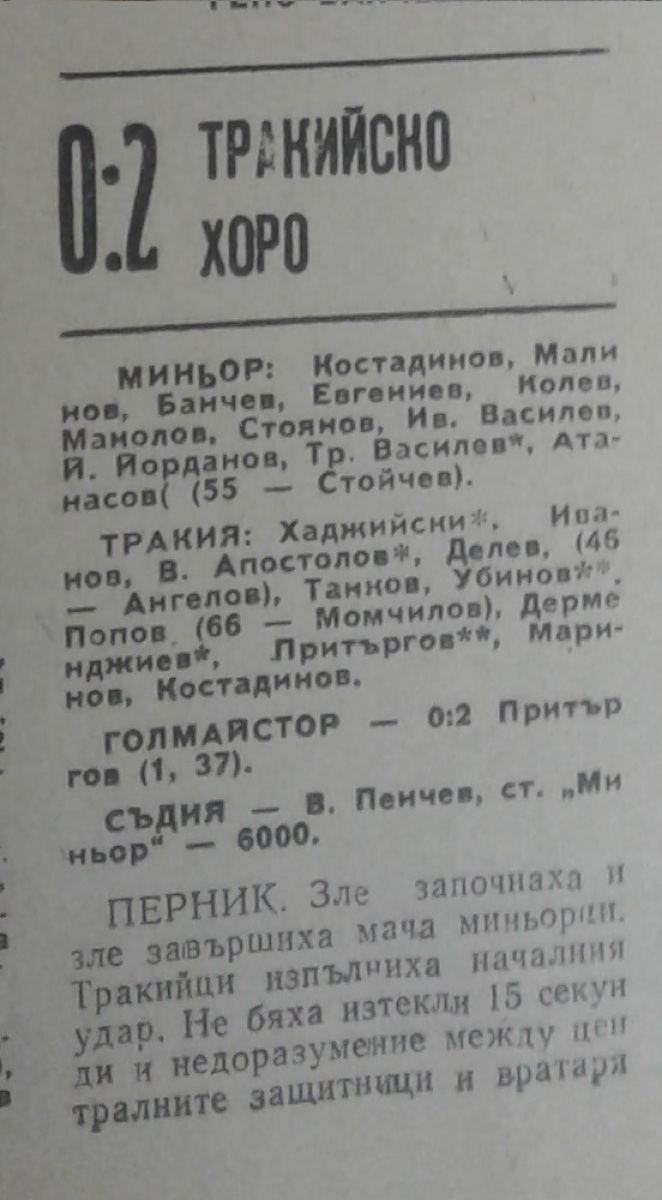 0:2 ТРАКИЙСКО
ХОРО
МИНЬОР: Костадинов, Мали
нов, Банчев, Евгениев, Колев,
Манолов, Стоянов, Ив. Василев,
Й. Йорданов, Тр. Василев*, Ата-
насов( (55 — Стойчев).
ТРАКИЯ: Хаджийски*, Ива-
нов, В. Апостолов*, Делев, (46
— Ангелов), Танков, Убинов**,
Попов (66 — Момчилов), Дерме
нджиев*, Притъргов**, Мари-
нов, Костадинов.
ГОЛМАЙСТОР — 0:2 Притър
гов (1, 37).
СЪДИЯ — В. Пенчев, ст. „Ми
ньор“ — 6000.
ПЕРНИК. Зле започнаха и
зле завършиха мача миньорци.
Тракийци изпълниха началния
удар. Не бяха изтекли 15 секун
ди и недоразумение между цен
тралните защитници и вратаря